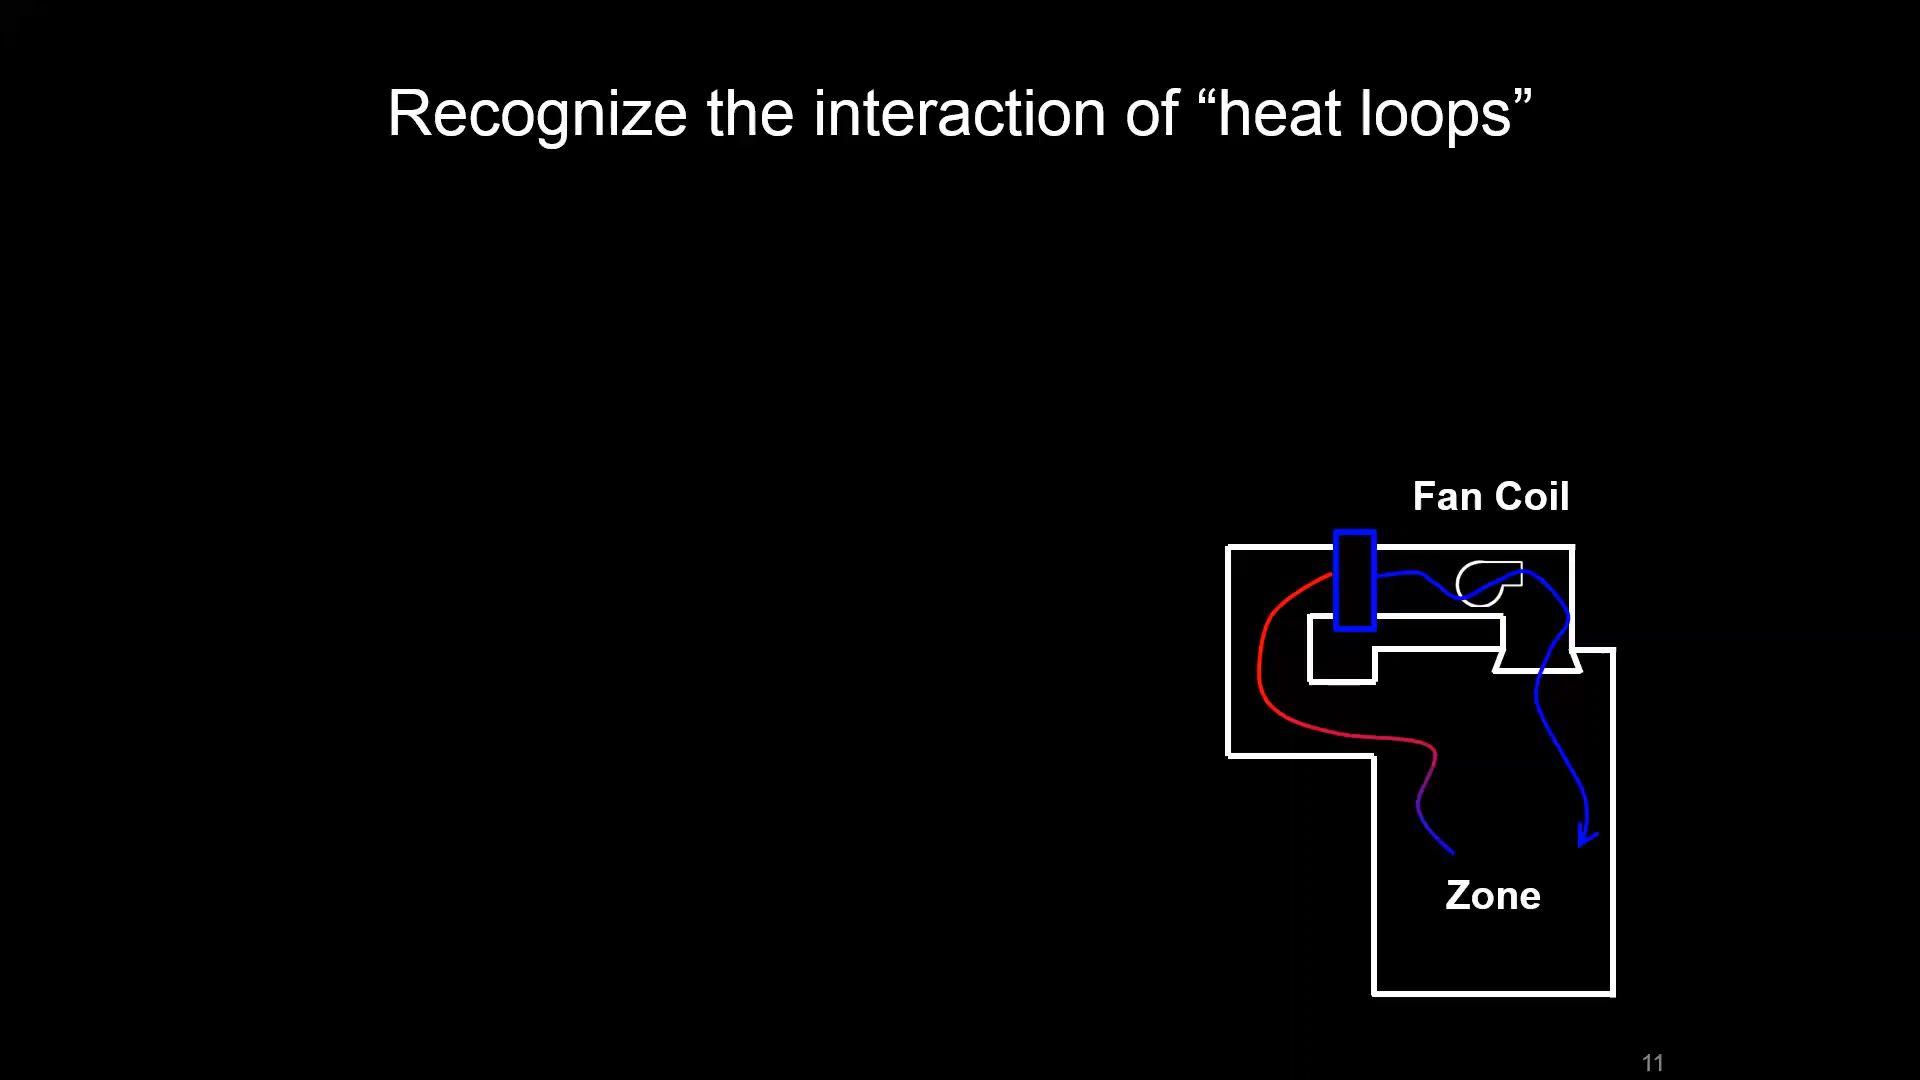 Recognize the interaction of “heat loops”
Fan Coil
Zone
11